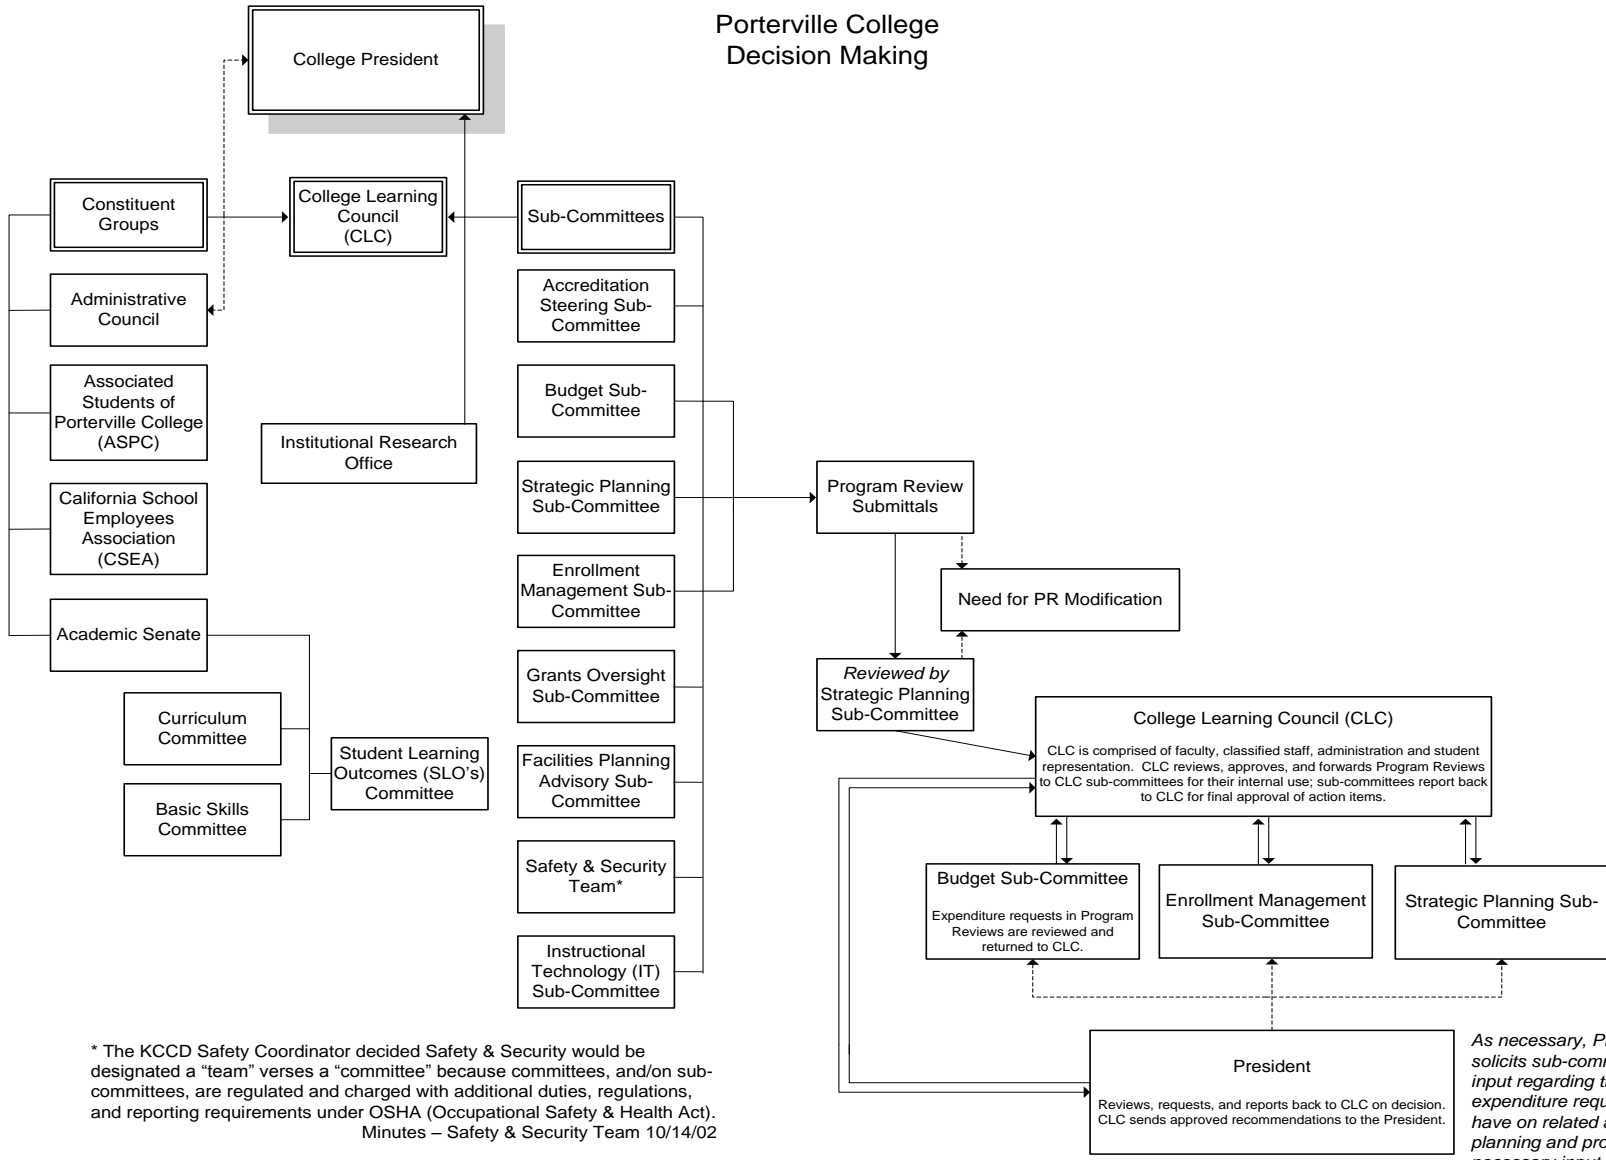 Porterville College
Decision Making
College President
Constituent
Groups
College Learning
Council
(CLC)
Sub-Committees
Administrative
Council
Accreditation
Steering Sub-
Committee
Associated
Students of
Porterville College
(ASPC)
Budget Sub-
Committee
Institutional Research
Office
California School
Employees
Association
(CSEA)
Strategic Planning
Sub-Committee
Program Review
Submittals
Enrollment
Management Sub-
Committee
Need for PR Modification
Academic Senate
Grants Oversight
Sub-Committee
Reviewed by
Strategic Planning
Sub-Committee
Curriculum
Committee
Student Learning
Outcomes (SLO's)
Committee
Basic Skills
Committee
Facilities Planning
Advisory Sub-
Committee
Safety & Security
Team*
Instructional
Technology (IT)
Sub-Committee
College Learning Council (CLC)
CLC is comprised of faculty, classified staff, administration and student
representation. CLC reviews, approves, and forwards Program Reviews
to CLC sub-committees for their internal use; sub-committees report back
to CLC for final approval of action items.
Budget Sub-Committee
Expenditure requests in Program
Reviews are reviewed and
returned to CLC.
Enrollment Management
Sub-Committee
Strategic Planning Sub-
Committee
President
Reviews, requests, and reports back to CLC on decision.
CLC sends approved recommendations to the President.
As necessary,
solicits
input regarding
expenditure
have on related
planning and
necessary input
* The KCCD Safety Coordinator decided Safety & Security would be
designated a “team” verses a “committee” because committees, and/on sub-
committees, are regulated and charged with additional duties, regulations,
and reporting requirements under OSHA (Occupational Safety & Health Act).
Minutes – Safety & Security Team 10/14/02